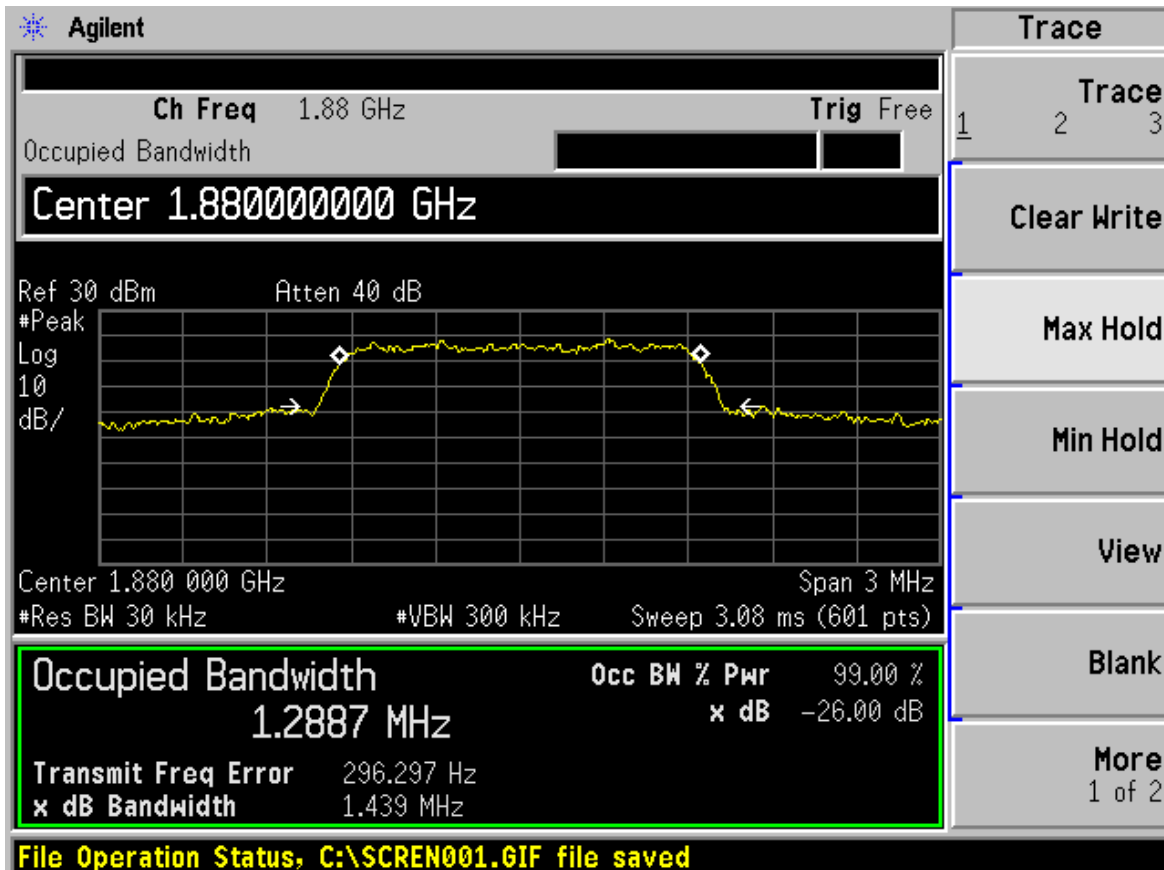 Agilent
Trace
Ch Freq 1.88 GHz Trig Free
Occupied Bandwidth
Center 1.880000000 GHz
Ref 30 dBm Atten 40 dB
#Peak
Log
10
dB/
Center 1.880 000 GHz Span 3 MHz
#Res BW 30 kHz #VBW 300 kHz Sweep 3.08 ms (601 pts)
Occupied Bandwidth Occ BW % Pwr 99.00 %
1.2887 MHz x dB -26.00 dB
Transmit Freq Error 296.297 Hz
x dB Bandwidth 1.439 MHz
File Operation Status, C:\SCREN001.GIF file saved
Trace
1 2 3
Clear Write
Max Hold
Min Hold
View
Blank
More
1 of 2